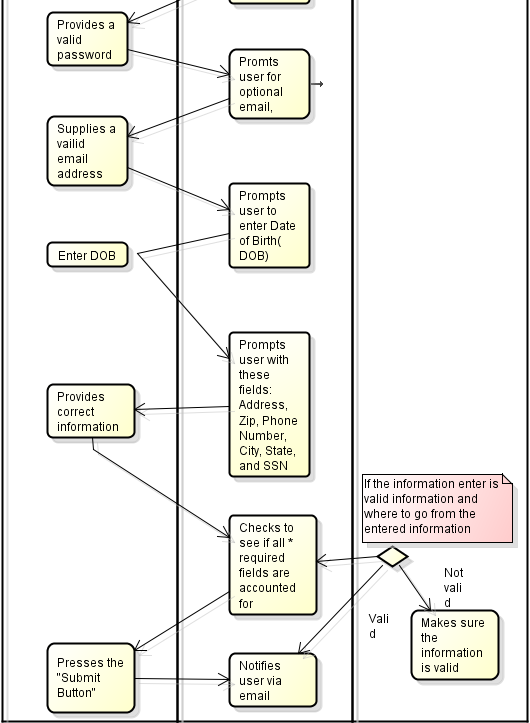 Provides a
valid
password
Promts
user for
optional
email,
Supplies a
vailid
email
address
Prompts
user to
enter Date
of Birth(
DOB)
Enter DOB
Prompts
user with
these
fields:
Address,
Zip, Phone
Number,
City, State,
and SSN
Provides
correct
information
If the information enter is
valid information and
where to go from the
entered information
Checks to
see if all *
required
fields are
accounted
for
Not
vali
d
Vali
d
Makes sure
the
information
is valid
Presses the
"Submit
Button"
Notifies
user via
email